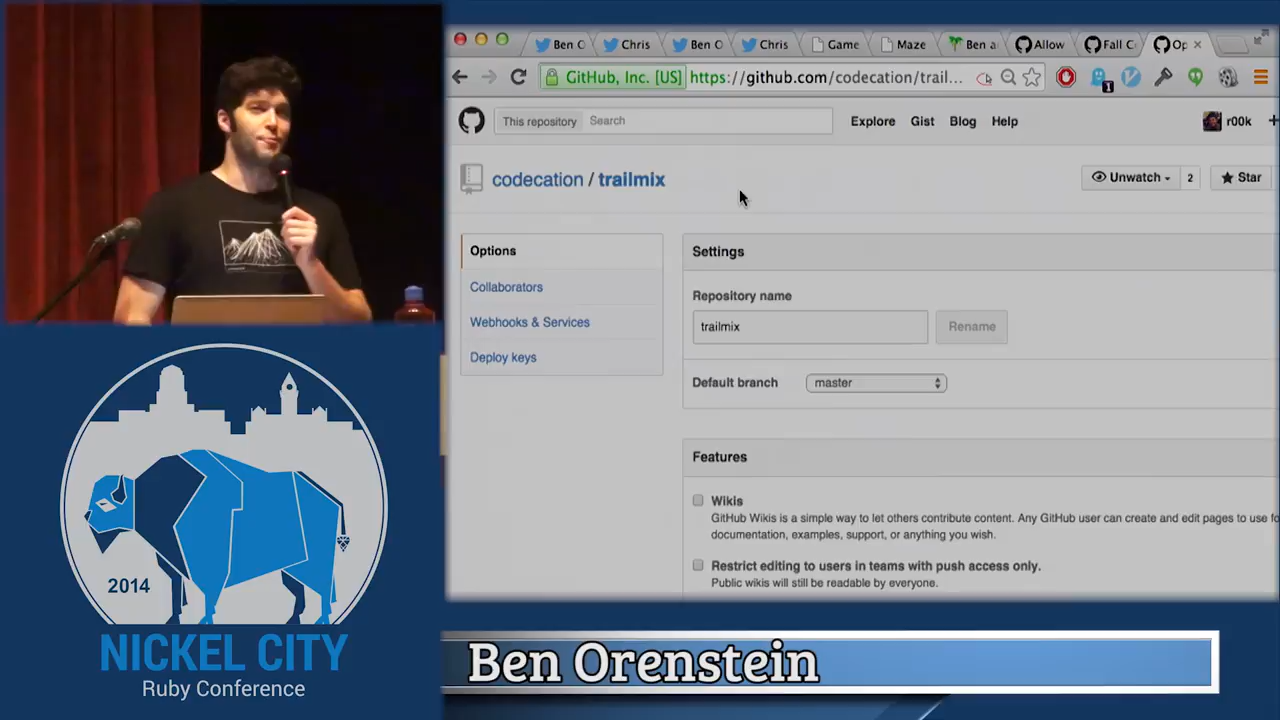 Ben O
Chris
Ben O
Chris
Game
Maze
Ben a
Allow
Fall C
Op
GitHub, Inc. [US] https://github.com/codecation/trail...
This repository Search Explore Gist Blog Help r00k
codecation / trailmix
Unwatch 2 Star
Options
Collaborators
Webhooks & Services
Deploy keys
Settings
Repository name
trailmix Rename
Default branch master
Features
Wikis
GitHub Wikis is a simple way to let others contribute content. Any GitHub user can create and edit pages to use fo
documentation, examples, support, or anything you wish.
Restrict editing to users in teams with push access only.
Public wikis will still be readable by everyone.
2014
NICKEL CITY
Ruby Conference
Ben Orenstein